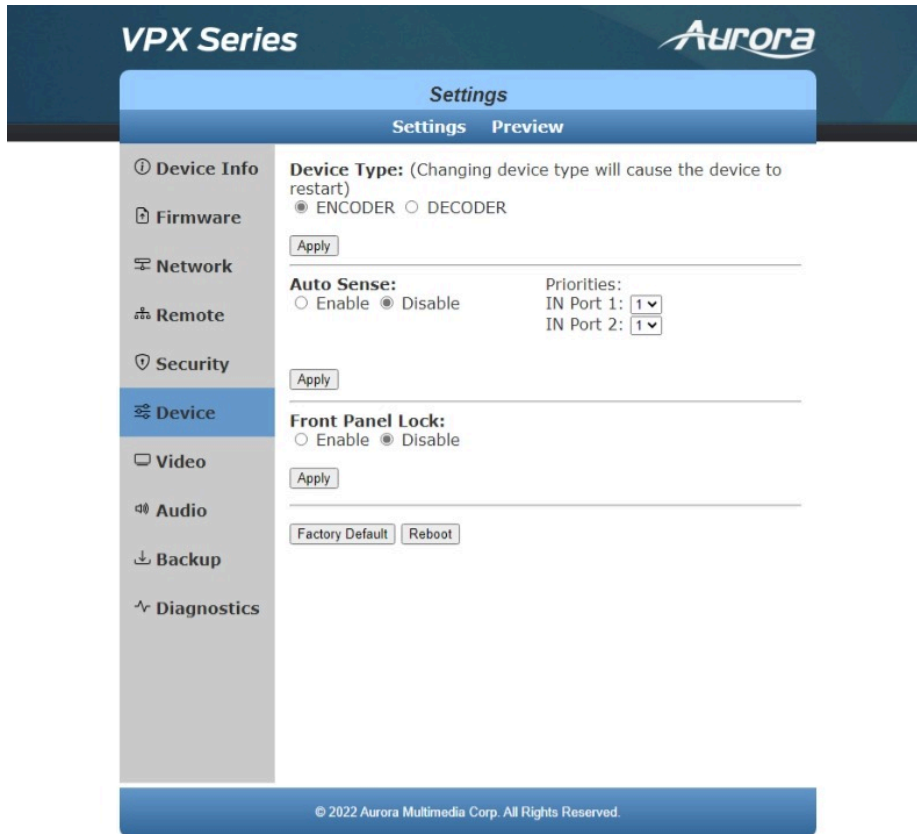 VPX Series
Aurora
Settings
Settings Preview
Device Info
Firmware
Network
Remote
Security
Device
Video
Audio
Backup
Diagnostics
Device Type: (Changing device type will cause the device to
restart)
ENCODER DECODER
Apply
Auto Sense:
Enable Disable
Priorities:
IN Port 1: 1
IN Port 2: 1
Apply
Front Panel Lock:
Enable Disable
Apply
Factory Default Reboot
© 2022 Aurora Multimedia Corp. All Rights Reserved.